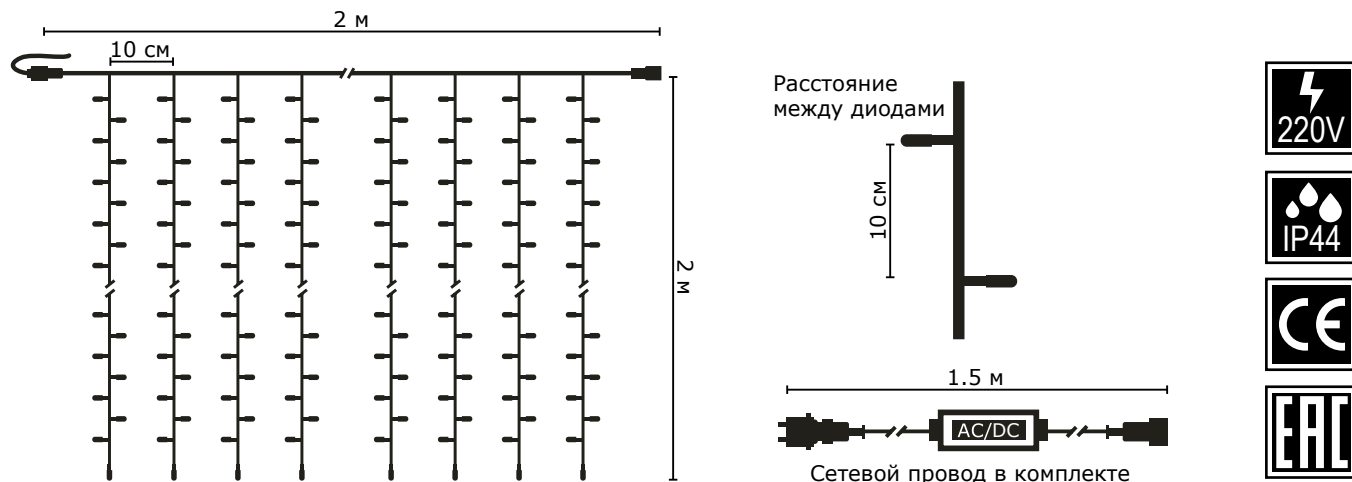 2 м
10 см
2 м
Расстояние
между диодами
10 см
1.5 м
AC/DC
Сетевой провод в комплекте
220V
IP44
CE
EAC